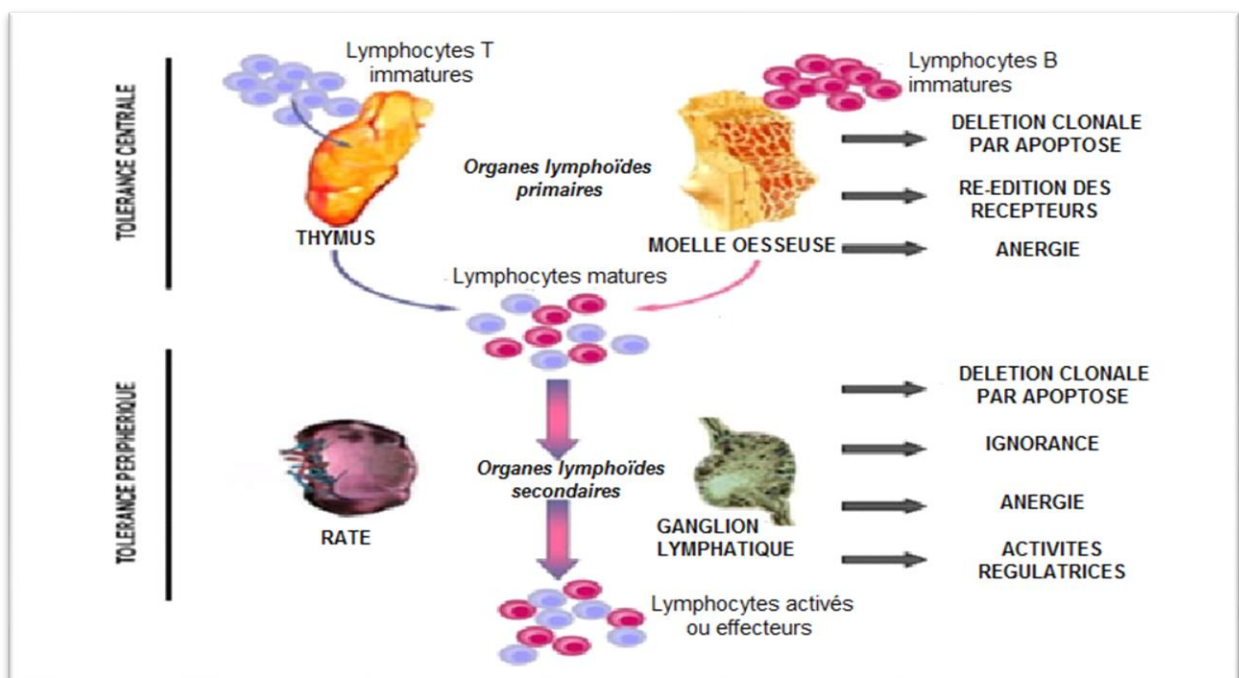 TOLERANCE CENTRALE
Lymphocytes T
immatures
Lymphocytes B
immatures
Organes lymphoïdes
primaires
THYMUS
MOELLE OESSEUSE
DELETION CLONALE
PAR APOPTOSE
RE-EDITION DES
RECEPTEURS
ANERGIE
Lymphocytes matures
TOLERANCE PERIPHERIQUE
Organes lymphoïdes
secondaires
RATE
GANGLION
LYMPHATIQUE
DELETION CLONALE
PAR APOPTOSE
IGNORANCE
ANERGIE
ACTIVITES
REGULATRICES
Lymphocytes activés
ou effecteurs